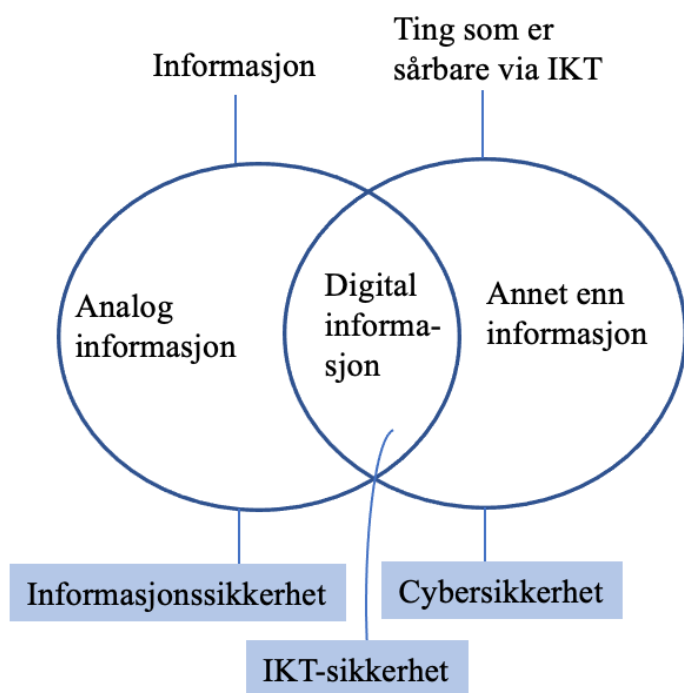 Informasjon
Ting som er
sårbare via IKT
Analog
informasjon
Digital
informa-
sjon
Annet enn
informasjon
Informasjonssikkerhet
Cybersikkerhet
IKT-sikkerhet